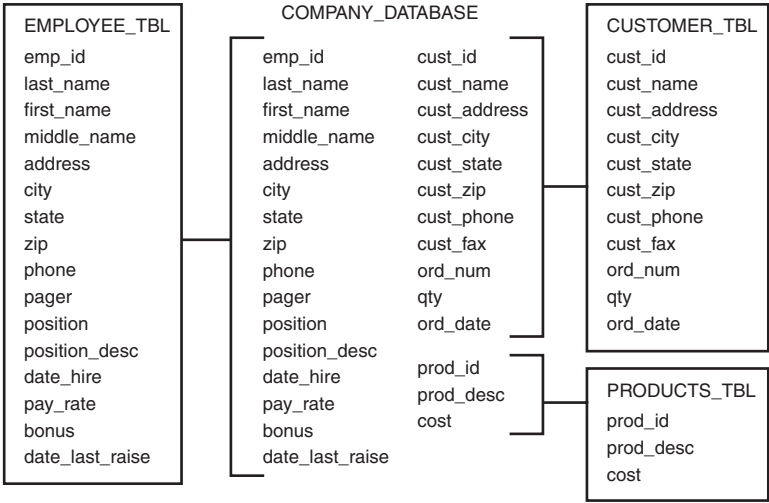 EMPLOYEE_TBL
emp_id
last_name
first_name
middle_name
address
city
state
zip
phone
pager
position
position_desc
date_hire
pay_rate
bonus
date_last_raise
COMPANY_DATABASE
emp_id
last_name
first_name
middle_name
address
city
state
zip
phone
pager
position
position_desc
date_hire
pay_rate
bonus
date_last_raise
cust_id
cust_name
cust_address
cust_city
cust_state
cust_zip
cust_phone
cust_fax
ord_num
qty
ord_date
prod_id
prod_desc
cost
CUSTOMER_TBL
cust_id
cust_name
cust_address
cust_city
cust_state
cust_zip
cust_phone
cust_fax
ord_num
qty
ord_date
PRODUCTS_TBL
prod_id
prod_desc
cost